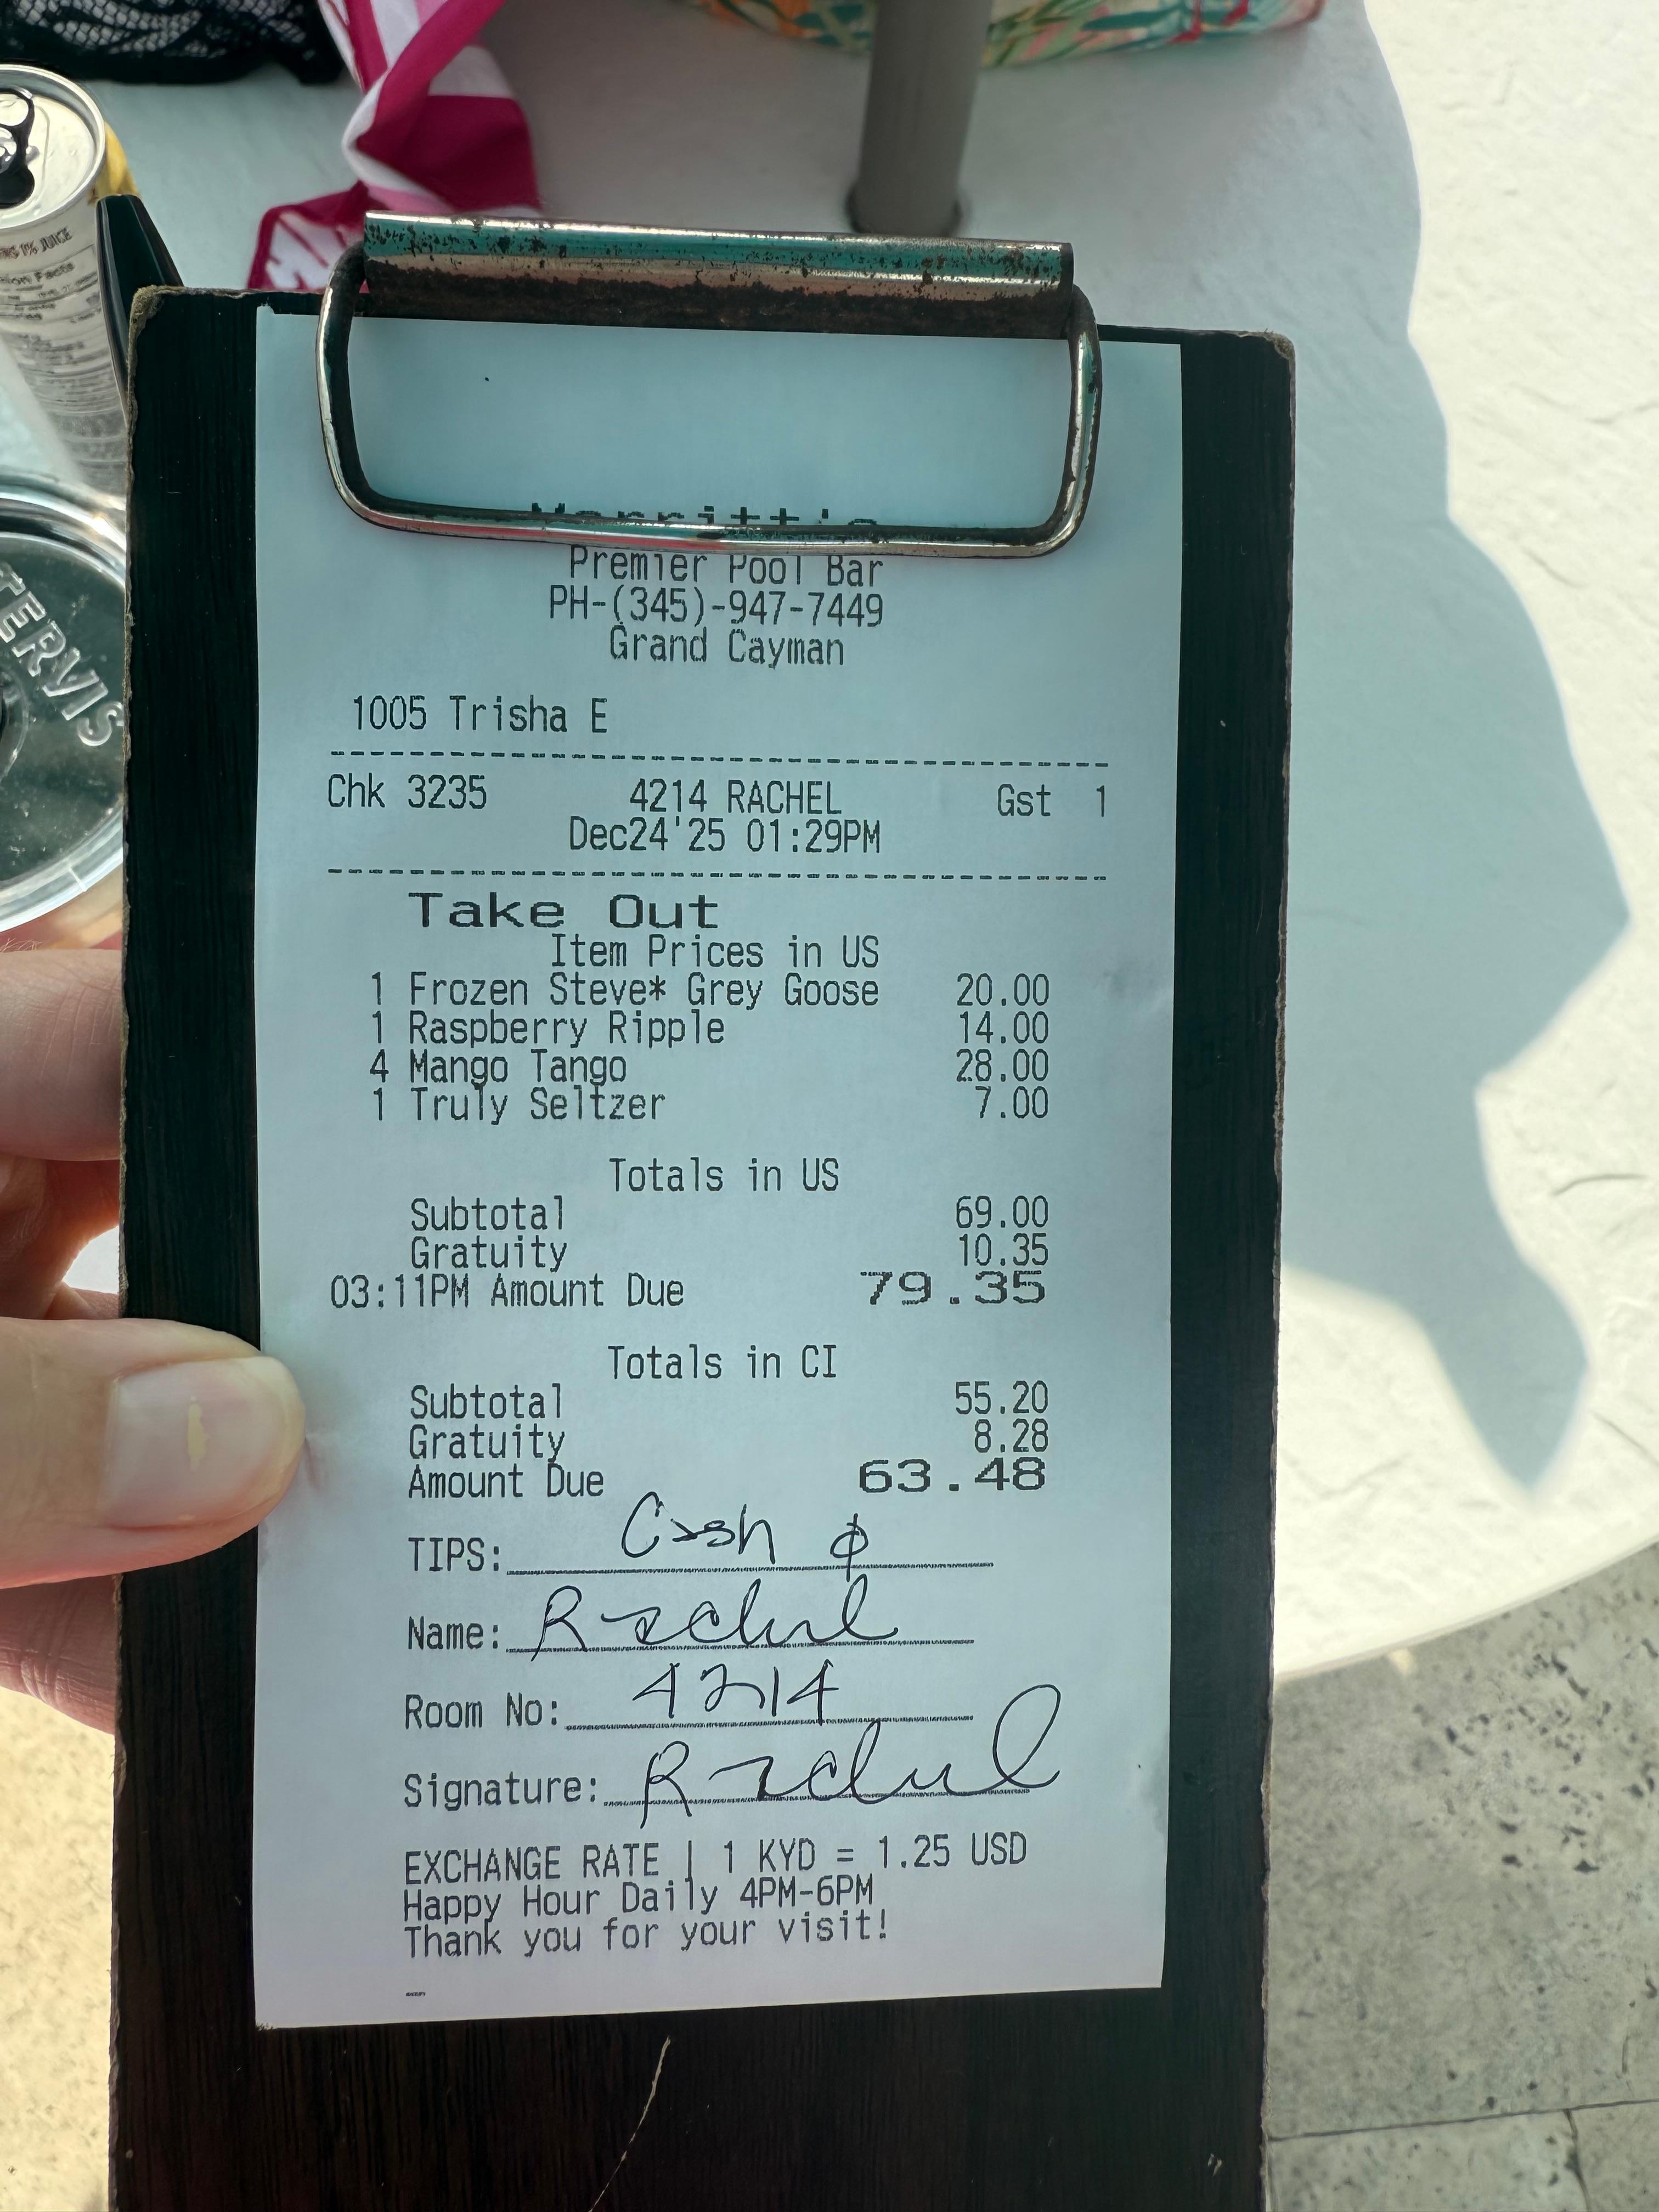 Merritt's
Premier Pool Bar
PH-(345)-947-7449
Grand Cayman
1005 Trisha E
Chk 3235 4214 RACHEL Gst 1
Dec24'25 01:29PM
Take Out
Item Prices in US
1 Frozen Steve* Grey Goose 20.00
1 Raspberry Ripple 14.00
4 Mango Tango 28.00
1 Truly Seltzer 7.00
Totals in US
Subtotal 69.00
Gratuity 10.35
03:11PM Amount Due 79.35
Totals in CI
Subtotal 55.20
Gratuity 8.28
Amount Due 63.48
TIPS: Cash ϕ
Name: Rachel
Room No: 4214
Signature: Rachel
EXCHANGE RATE | 1 KYD = 1.25 USD
Happy Hour Daily 4PM-6PM
Thank you for your visit!
TERVIS
1% JUICE
Facts